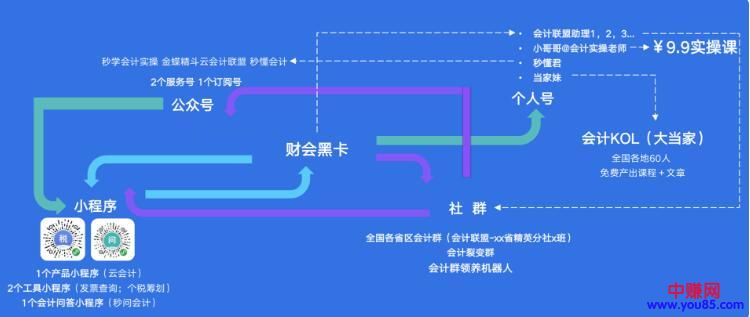 会计联盟助理1，2，3...
小哥哥@会计实操老师
￥9.9实操课
秒懂君
当家妹
秒学会计实操 金蝶精斗云会计联盟 秒懂会计
2个服务号 1个订阅号
公众号
个人号
财会黑卡
会计KOL（大当家）
全国各地60人
免费产出课程＋文章
小程序
税
问
社 群
全国各省区会计群（会计联盟-xx省精英分社x班）
会计裂变群
会计群领养机器人
1个产品小程序（云会计）
2个工具小程序（发票查询；个税筹划）
1个会计问答小程序（秒问会计）
中赚网
www.you85.com